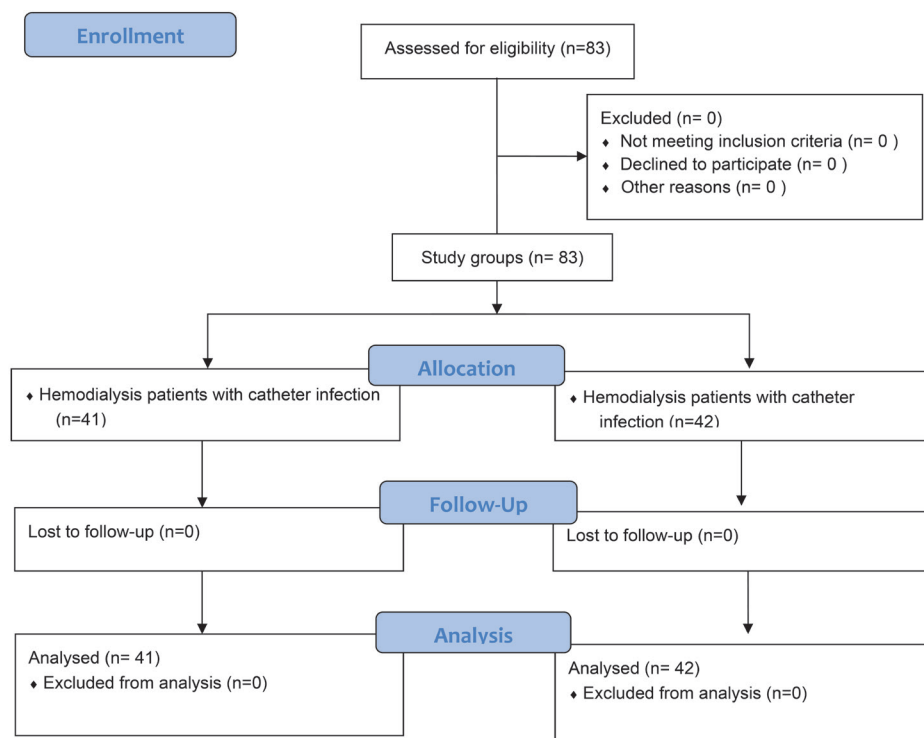 Enrollment
Assessed for eligibility (n=83)
Excluded (n= 0)
♦ Not meeting inclusion criteria (n= 0 )
♦ Declined to participate (n= 0 )
♦ Other reasons (n= 0 )
Study groups (n= 83)
Allocation
♦ Hemodialysis patients with catheter infection
(n=41)
♦ Hemodialysis patients with catheter
infection (n=42)
Follow-Up
Lost to follow-up (n=0)
Lost to follow-up (n=0)
Analysis
Analysed (n= 41)
♦ Excluded from analysis (n=0)
Analysed (n= 42)
♦ Excluded from analysis (n=0)